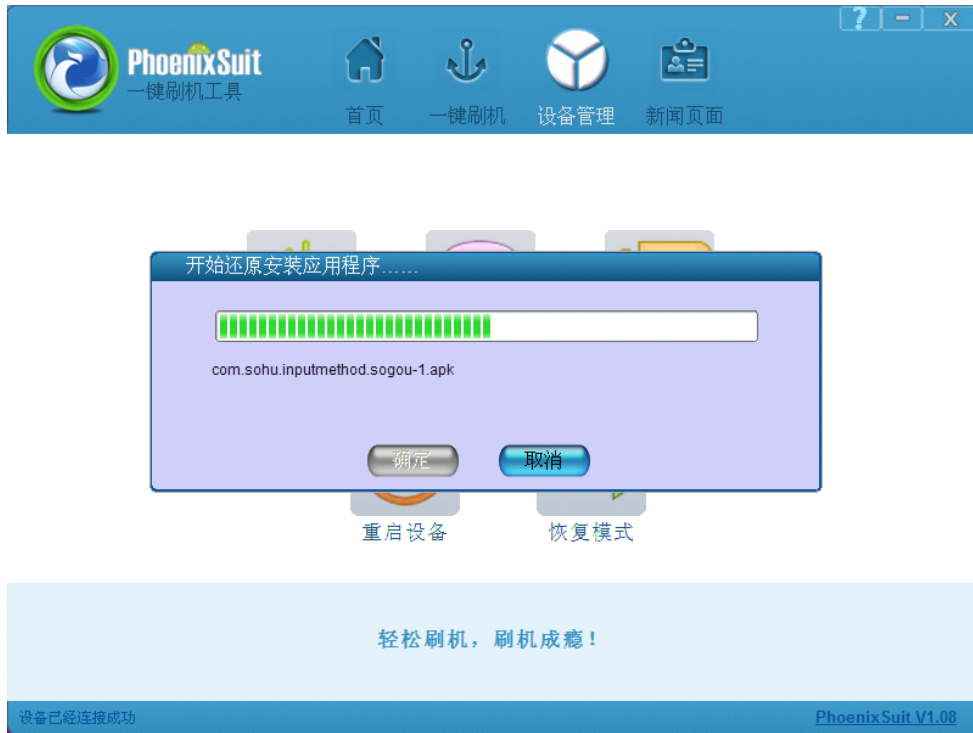 ? - x
PhoenixSuit
一键刷机工具
首页 一键刷机 设备管理 新闻页面
开始还原安装应用程序......
com.sohu.inputmethod.sogou-1.apk
确定 取消
重启设备 恢复模式
轻松刷机，刷机成瘾！
设备已经连接成功 PhoenixSuit V1.08